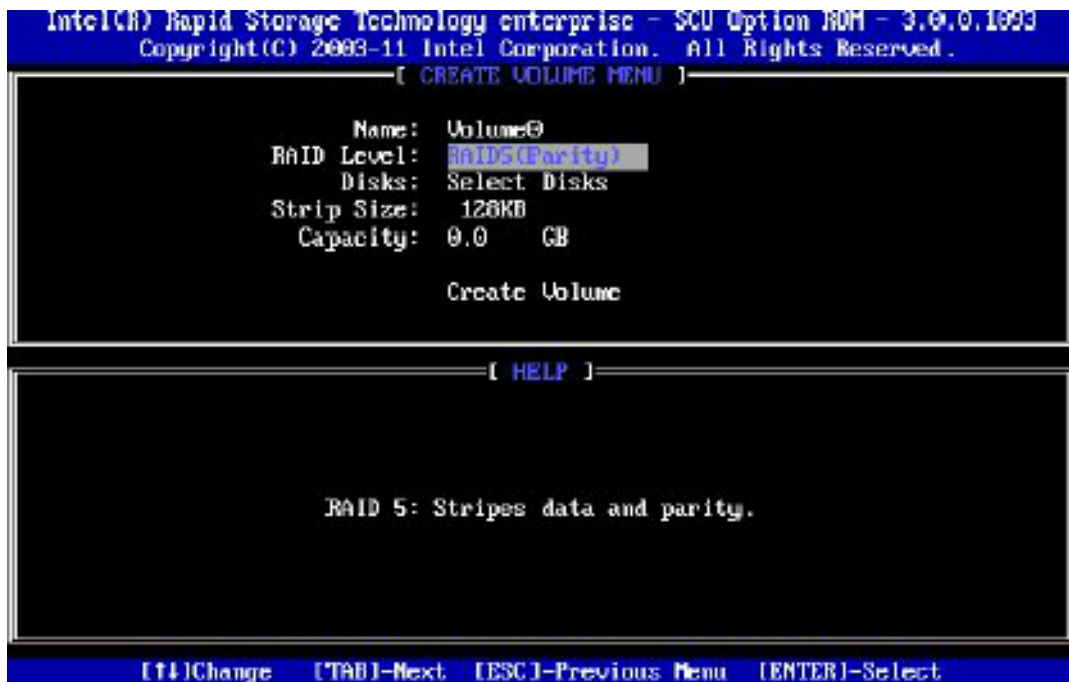 Intel(R) Rapid Storage Technology enterprise - SCU Option ROM - 3.0.0.1093
Copyright(C) 2003-11 Intel Corporation. All Rights Reserved.
[ CREATE VOLUME MENU ]
Name: Volume0
RAID Level: RAID5(Parity)
Disks: Select Disks
Strip Size: 128KB
Capacity: 0.0 GB
Create Volume
[ HELP ]
RAID 5: Stripes data and parity.
[↑↓]Change [TAB]-Next [ESC]-Previous Menu [ENTER]-Select